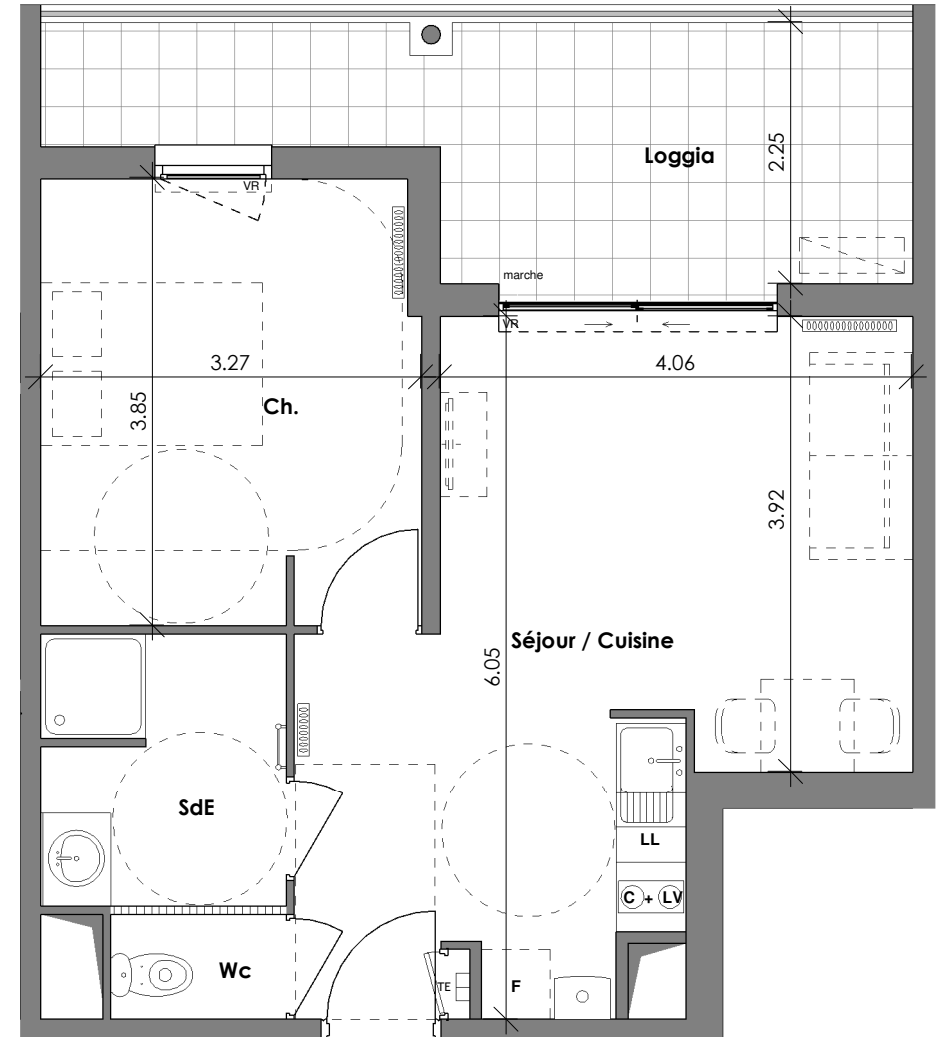 Loggia
2.25
VR
marche
VR
3.27
4.06
3.85
Ch.
3.92
Séjour / Cuisine
6.05
SdE
LL
C + LV
Wc
TE
F